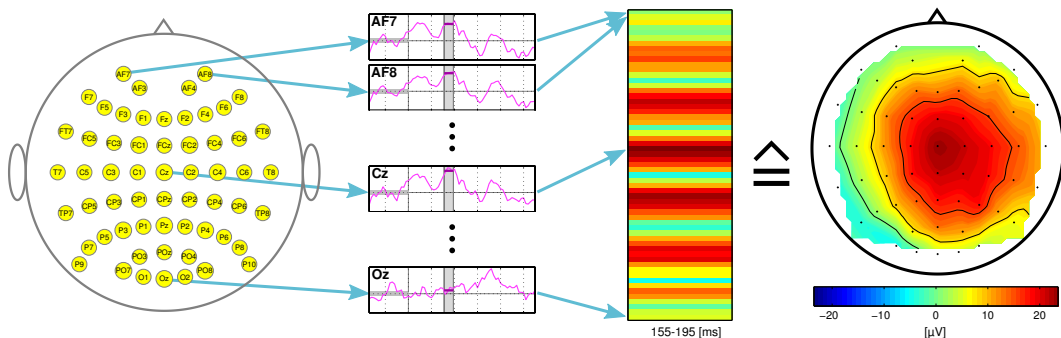 AF7
AF8
AF3
AF4
F7
F5
F3
F1
Fz
F2
F4
F6
F8
FT7
FC5
FC3
FC1
FCz
FC2
FC4
FC6
FT8
T7
C5
C3
C1
Cz
C2
C4
C6
T8
TP7
CP5
CP3
CP1
CPz
CP2
CP4
CP6
TP8
P9
P7
P5
P3
P1
Pz
P2
P4
P6
P8
P10
PO7
PO3
POz
PO4
PO8
O1
Oz
O2
AF7
AF8
Cz
Oz
155-195 [ms]
−20 −10 0 10 20
[µV]